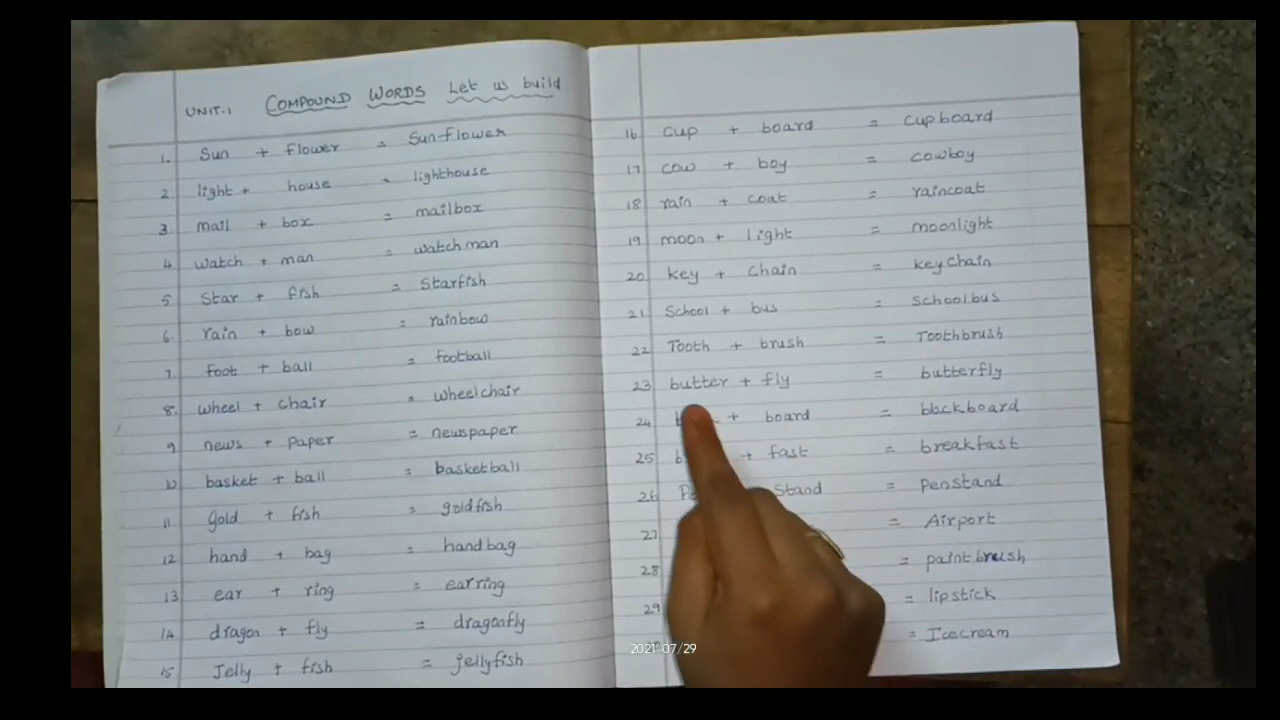 UNIT-1 COMPOUND WORDS Let us build
1. Sun + flower = Sunflower
2. light + house = lighthouse
3. mail + box = mailbox
4. watch + man = watchman
5 Star + fish = Starfish
6. rain + bow = rainbow
7. foot + ball = football
8. wheel + chair = wheelchair
9 news + paper = newspaper
10 basket + ball = basketball
11 gold + fish = goldfish
12 hand + bag = handbag
13 ear + ring = earring
14 dragon + fly = dragonfly
15 Jelly + fish = jellyfish
16. Cup + board = Cupboard
17 cow + boy = cowboy
18 rain + coat = raincoat
19 moon + light = moonlight
20. key + chain = keychain
21 School + bus = Schoolbus
22 Tooth + brush = Toothbrush
23 butter + fly = butterfly
24 + board = blckboard
25 + fast = breakfast
26 Stand = penstand
27 = Airport
28 = paintbrush
29 = lipstick
= Icecream
2021 07/29